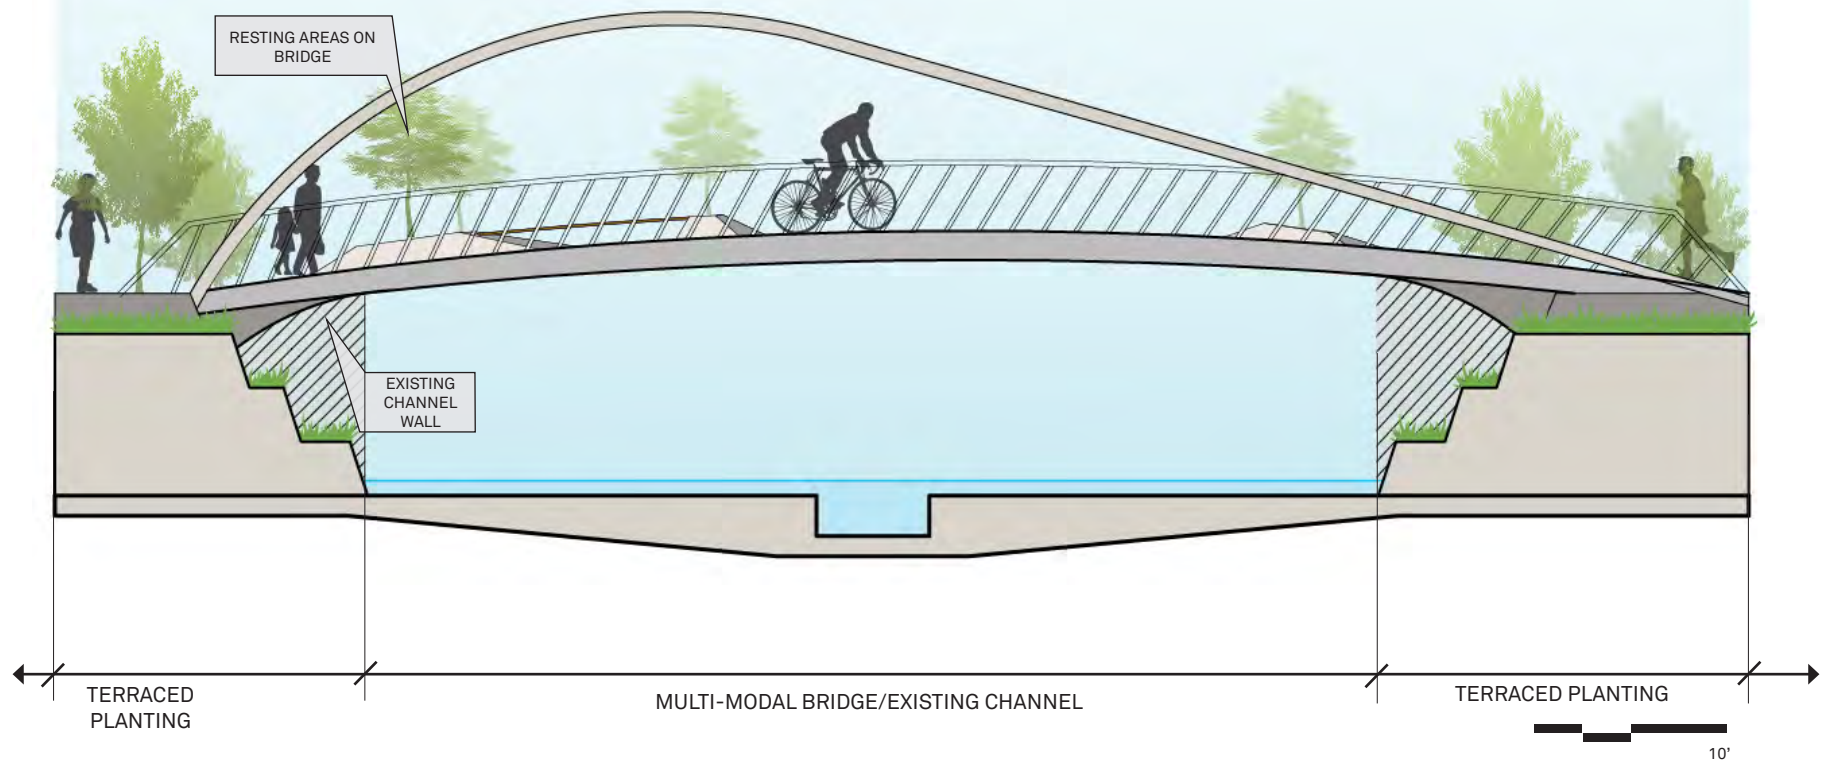 RESTING AREAS ON
BRIDGE
EXISTING
CHANNEL
WALL
TERRACED
PLANTING
MULTI-MODAL BRIDGE/EXISTING CHANNEL
TERRACED PLANTING
10'